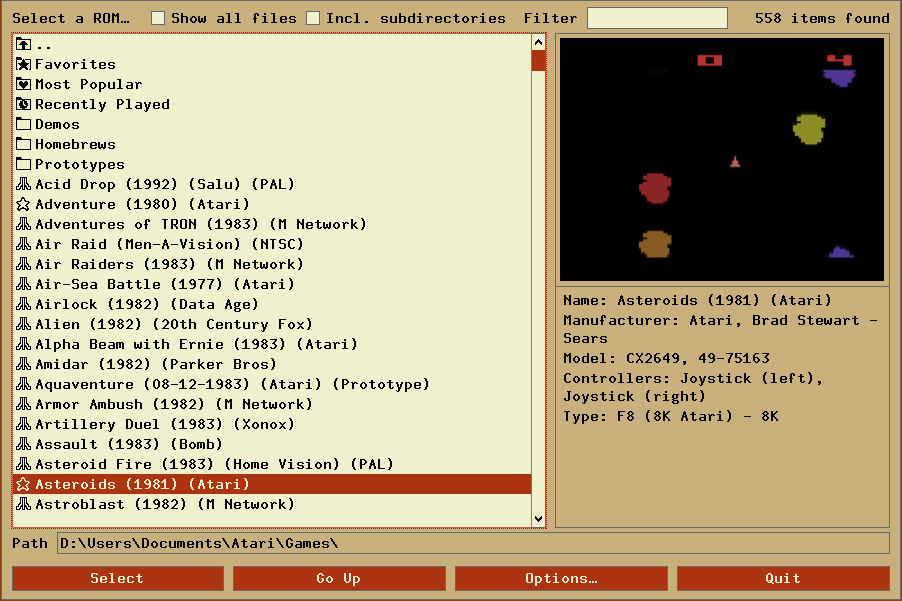 Select a ROM… Show all files Incl. subdirectories Filter 558 items found
..
Favorites
Most Popular
Recently Played
Demos
Homebrews
Prototypes
Acid Drop (1992) (Salu) (PAL)
Adventure (1980) (Atari)
Adventures of TRON (1983) (M Network)
Air Raid (Men-A-Vision) (NTSC)
Air Raiders (1983) (M Network)
Air-Sea Battle (1977) (Atari)
Airlock (1982) (Data Age)
Alien (1982) (20th Century Fox)
Alpha Beam with Ernie (1983) (Atari)
Amidar (1982) (Parker Bros)
Aquaventure (08-12-1983) (Atari) (Prototype)
Armor Ambush (1982) (M Network)
Artillery Duel (1983) (Xonox)
Assault (1983) (Bomb)
Asteroid Fire (1983) (Home Vision) (PAL)
Asteroids (1981) (Atari)
Astroblast (1982) (M Network)
0 4
Name: Asteroids (1981) (Atari)
Manufacturer: Atari, Brad Stewart -
Sears
Model: CX2649, 49-75163
Controllers: Joystick (left),
Joystick (right)
Type: F8 (8K Atari) - 8K
Path D:\Users\Documents\Atari\Games\
Select Go Up Options… Quit